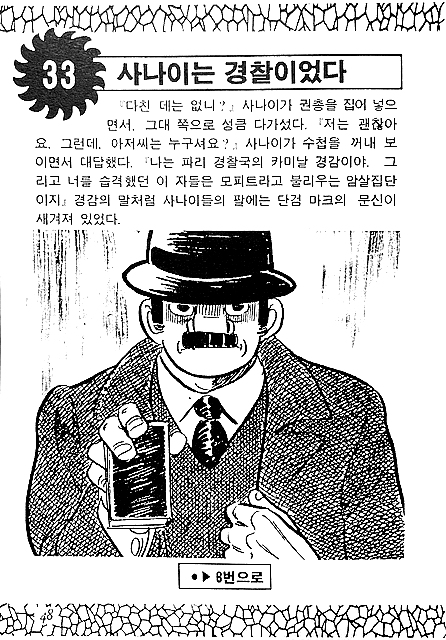 33 사나이는 경찰이었다
『다친 데는 없니?』 사나이가 권총을 집어 넣으
면서, 그대 쪽으로 성큼 다가섰다. 『저는 괜찮아
요. 그런데, 아저씨는 누구셔요?』 사나이가 수첩을 꺼내 보
이면서 대답했다. 『나는 파리 경찰국의 카미날 경감이야. 그
리고 너를 습격했던 이 자들은 모피트라고 불리우는 암살집단
이지』 경감의 말처럼 사나이들의 팔에는 단검 마크의 문신이
새겨져 있었다.
●▶ 8번으로
48